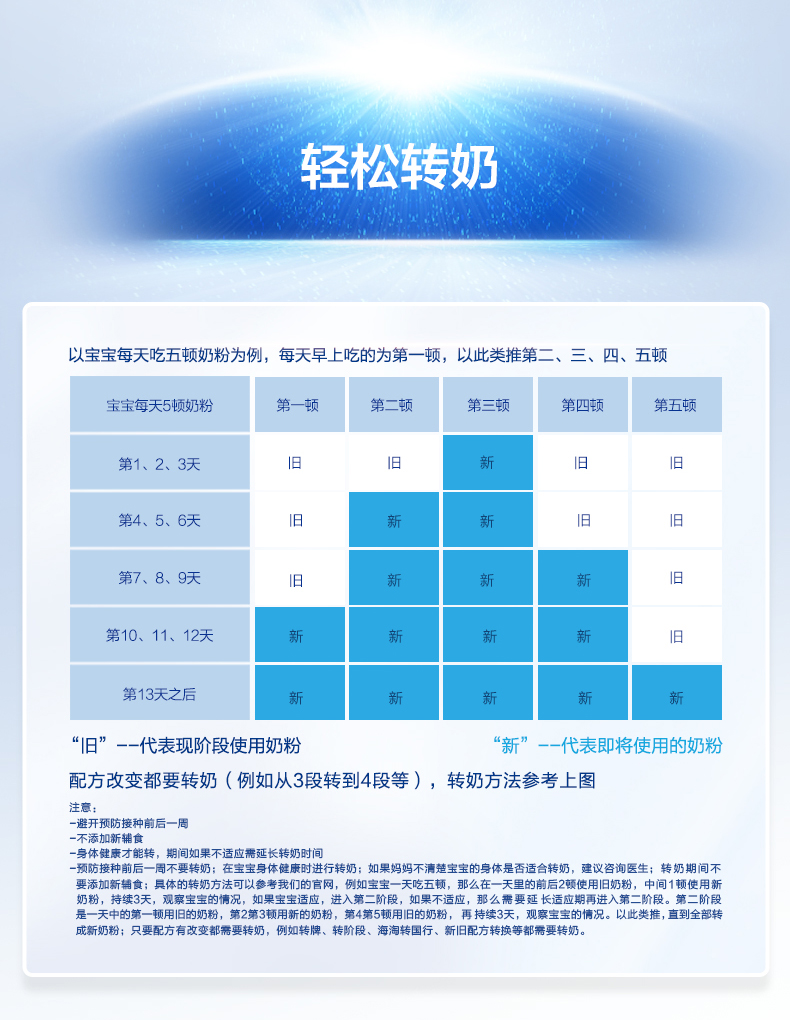 轻松转奶
以宝宝每天吃五顿奶粉为例，每天早上吃的为第一顿，以此类推第二、三、四、五顿
宝宝每天5顿奶粉 第一顿 第二顿 第三顿 第四顿 第五顿
第1、2、3天 旧 旧 新 旧 旧
第4、5、6天 旧 新 新 旧 旧
第7、8、9天 旧 新 新 新 旧
第10、11、12天 新 新 新 新 旧
第13天之后 新 新 新 新 新
“旧”--代表现阶段使用奶粉 “新”--代表即将使用的奶粉
配方改变都要转奶（例如从3段转到4段等），转奶方法参考上图
注意：
-避开预防接种前后一周
-不添加新辅食
-身体健康才能转，期间如果不适应需延长转奶时间
-预防接种前后一周不要转奶；在宝宝身体健康时进行转奶；如果妈妈不清楚宝宝的身体是否适合转奶，建议咨询医生；转奶期间不
要添加新辅食；具体的转奶方法可以参考我们的官网，例如宝宝一天吃五顿，那么在一天里的前后2顿使用旧奶粉，中间1顿使用新
奶粉，持续3天，观察宝宝的情况，如果宝宝适应，进入第二阶段，如果不适应，那么需要延长适应期再进入第二阶段。第二阶段
是一天中的第一顿用旧的奶粉，第2第3顿用新的奶粉，第4第5顿用旧的奶粉，再持续3天，观察宝宝的情况。以此类推，直到全部转
成新奶粉；只要配方有改变都需要转奶，例如转牌、转阶段、海淘转国行、新旧配方转换等都需要转奶。